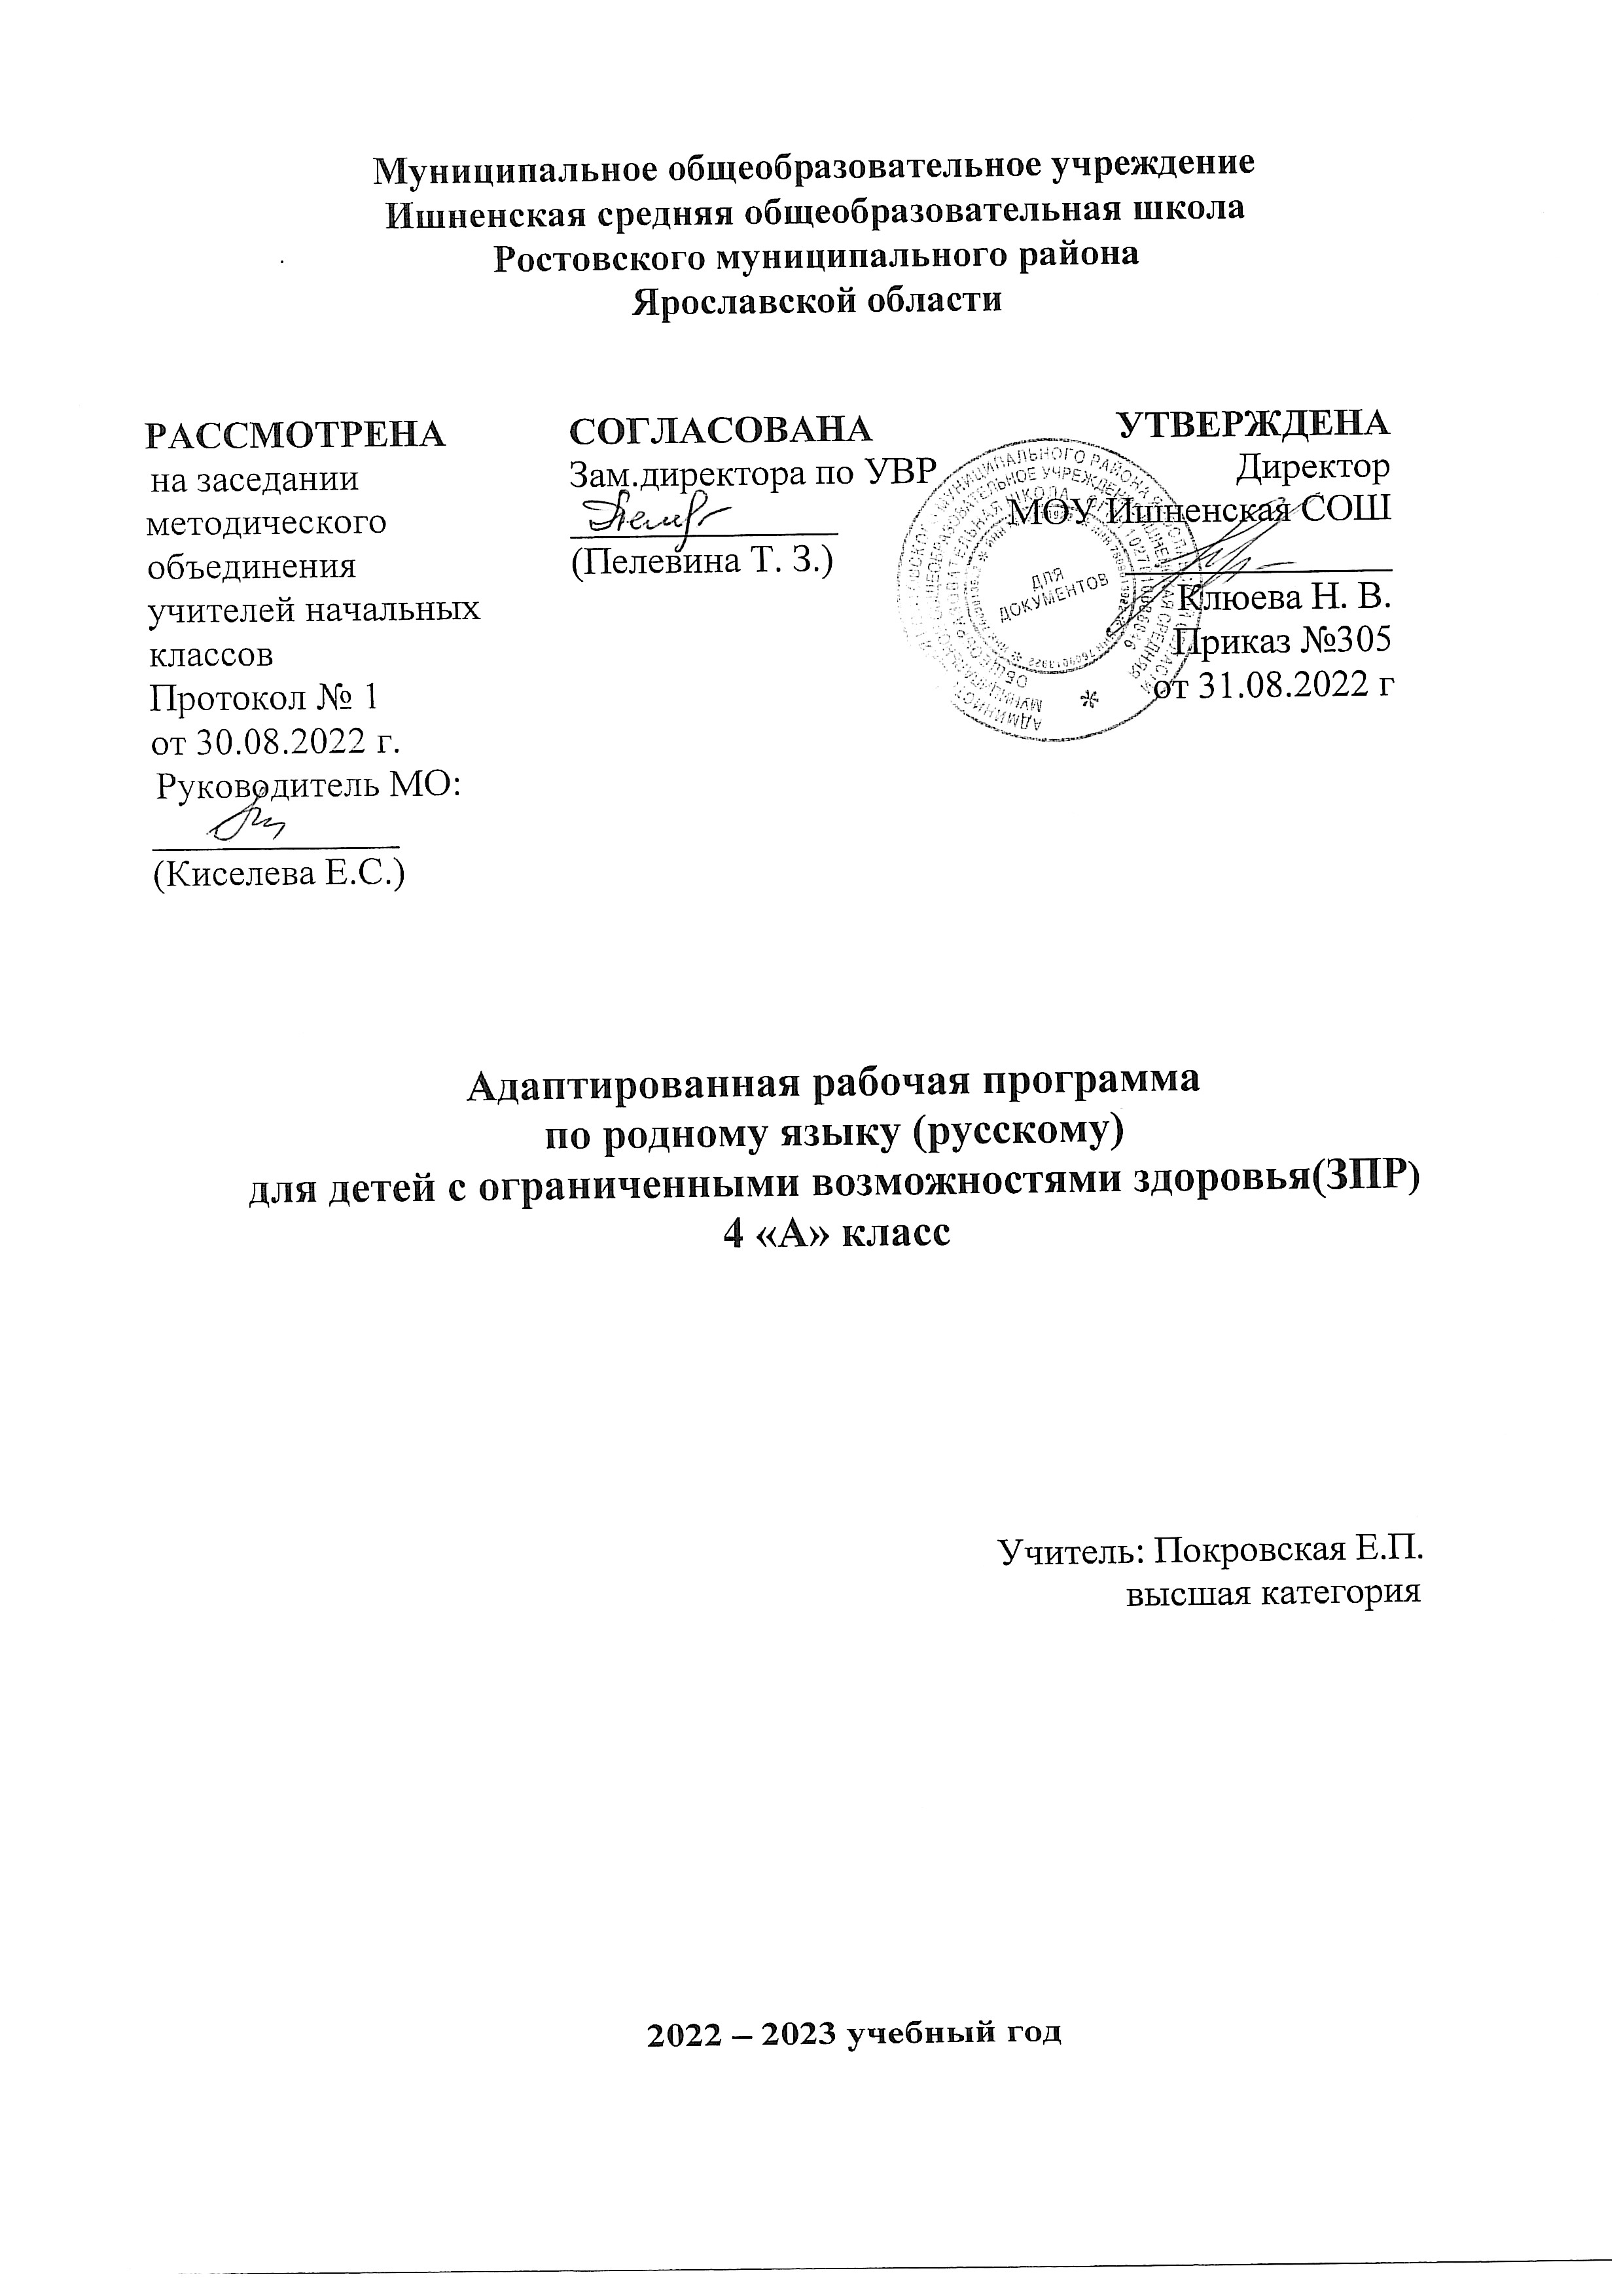 Муниципальное общеобразовательное учреждение
Ишненская средняя общеобразовательная школа
Ростовского муниципального района
Ярославской области
РАССМОТРЕНА
на заседании
методического
объединения
учителей начальных
классов
Протокол № 1
от 30.08.2022 г.
Руководитель МО:
(Киселева Е.С.)
СОГЛАСОВАНА
Зам.директора по УВР
(Пелевина Т. З.)
УТВЕРЖДЕНА
Директор
МОУ Ишненская СОШ
Клюева Н. В.
Приказ №305
от 31.08.2022 г
ДЛЯ
ДОКУМЕНТОВ
Адаптированная рабочая программа
по родному языку (русскому)
для детей с ограниченными возможностями здоровья(ЗПР)
4 «А» класс
Учитель: Покровская Е.П.
высшая категория
2022 – 2023 учебный год